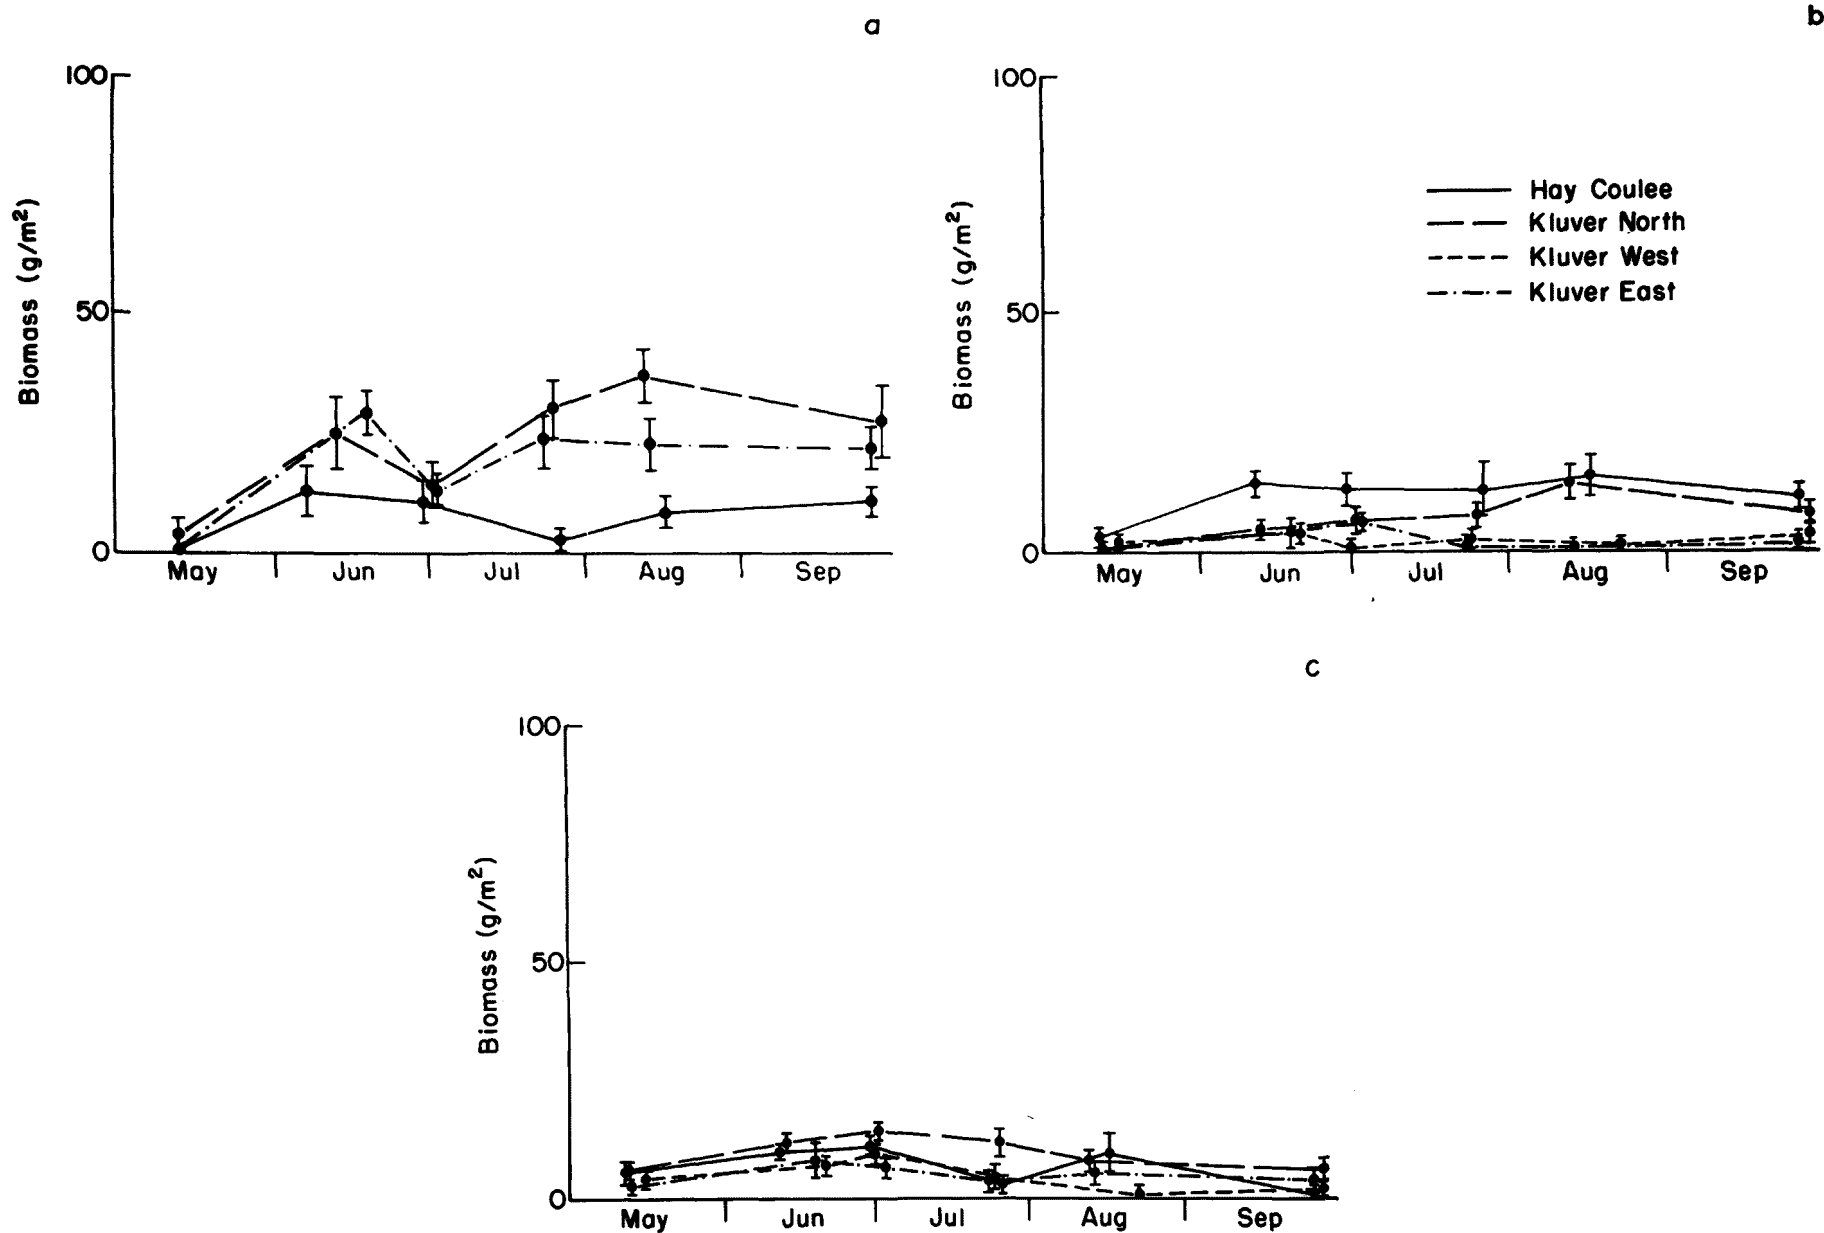 a
100
50
0
Biomass (g/m²)
May Jun Jul Aug Sep
b
100
50
0
Biomass (g/m²)
Hay Coulee
Kluver North
Kluver West
Kluver East
May Jun Jul Aug Sep
c
100
50
0
Biomass (g/m²)
May Jun Jul Aug Sep